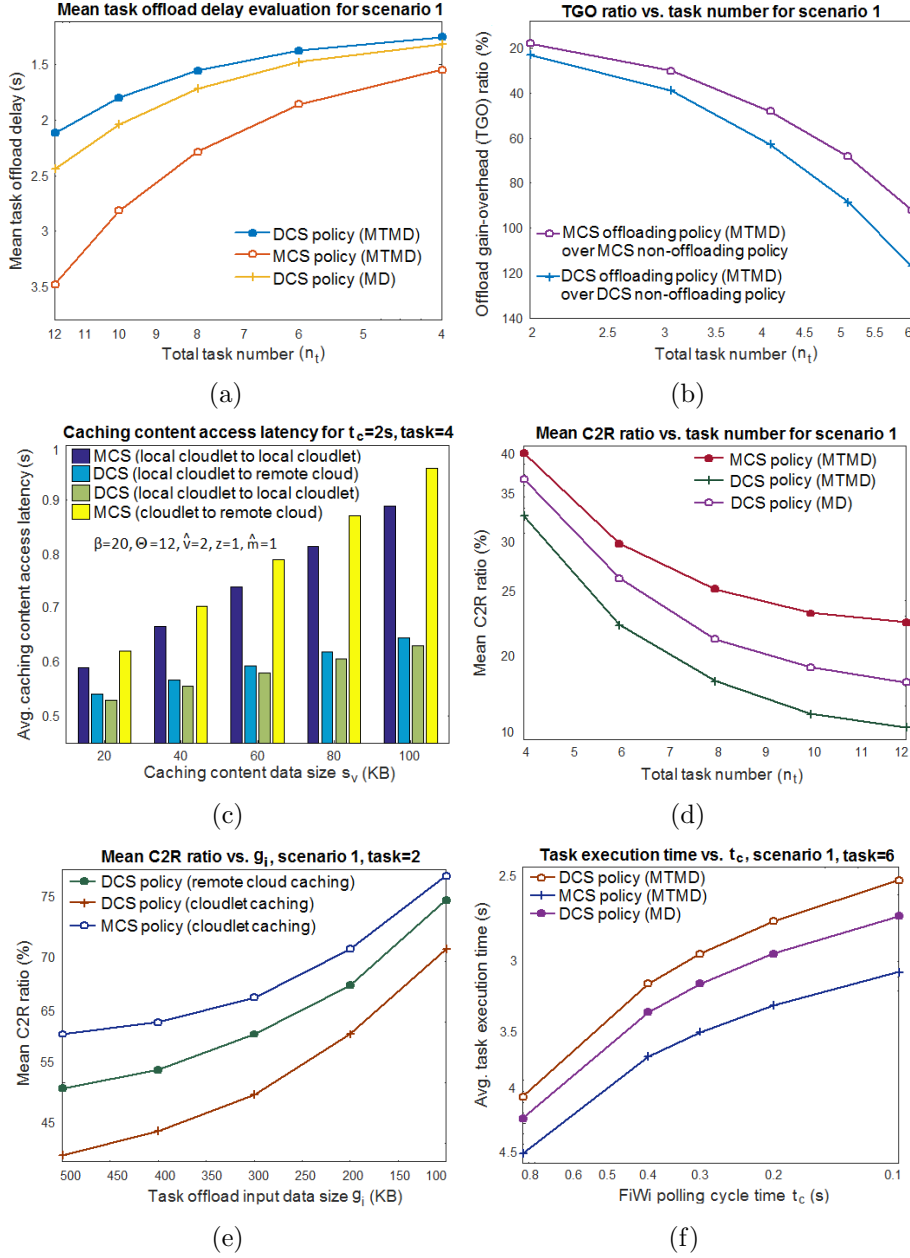 Mean task offload delay evaluation for scenario 1
Mean task offload delay (s)
1.5
2
2.5
3
3.5
DCS policy (MTMD)
MCS policy (MTMD)
DCS policy (MD)
12 11 10 9 8 7 6 5 4
Total task number (n_t)
(a)
TGO ratio vs. task number for scenario 1
Offload gain-overhead (TGO) ratio (%)
20
40
60
80
100
120
140
MCS offloading policy (MTMD)
over MCS non-offloading policy
DCS offloading policy (MTMD)
over DCS non-offloading policy
2 2.5 3 3.5 4 4.5 5 5.5 6
Total task number (n_t)
(b)
Caching content access latency for t_c=2s, task=4
Avg. caching content access latency (s)
1
0.9
0.8
0.7
0.6
0.5
MCS (local cloudlet to local cloudlet)
DCS (local cloudlet to remote cloud)
DCS (local cloudlet to local cloudlet)
MCS (cloudlet to remote cloud)
β=20, Θ=12, v̂=2, z=1, m̂=1
20 40 60 80 100
Caching content data size s_v (KB)
(c)
Mean C2R ratio vs. task number for scenario 1
Mean C2R ratio (%)
40
35
30
25
20
10
MCS policy (MTMD)
DCS policy (MTMD)
DCS policy (MD)
4 5 6 7 8 9 10 11 12
Total task number (n_t)
(d)
Mean C2R ratio vs. g_i, scenario 1, task=2
Mean C2R ratio (%)
75
70
65
55
45
DCS policy (remote cloud caching)
DCS policy (cloudlet caching)
MCS policy (cloudlet caching)
500 450 400 350 300 250 200 150 100
Task offload input data size g_i (KB)
(e)
Task execution time vs. t_c, scenario 1, task=6
Avg. task execution time (s)
2.5
3
3.5
4
4.5
DCS policy (MTMD)
MCS policy (MTMD)
DCS policy (MD)
0.8 0.6 0.5 0.4 0.3 0.2 0.1
FiWi polling cycle time t_c (s)
(f)